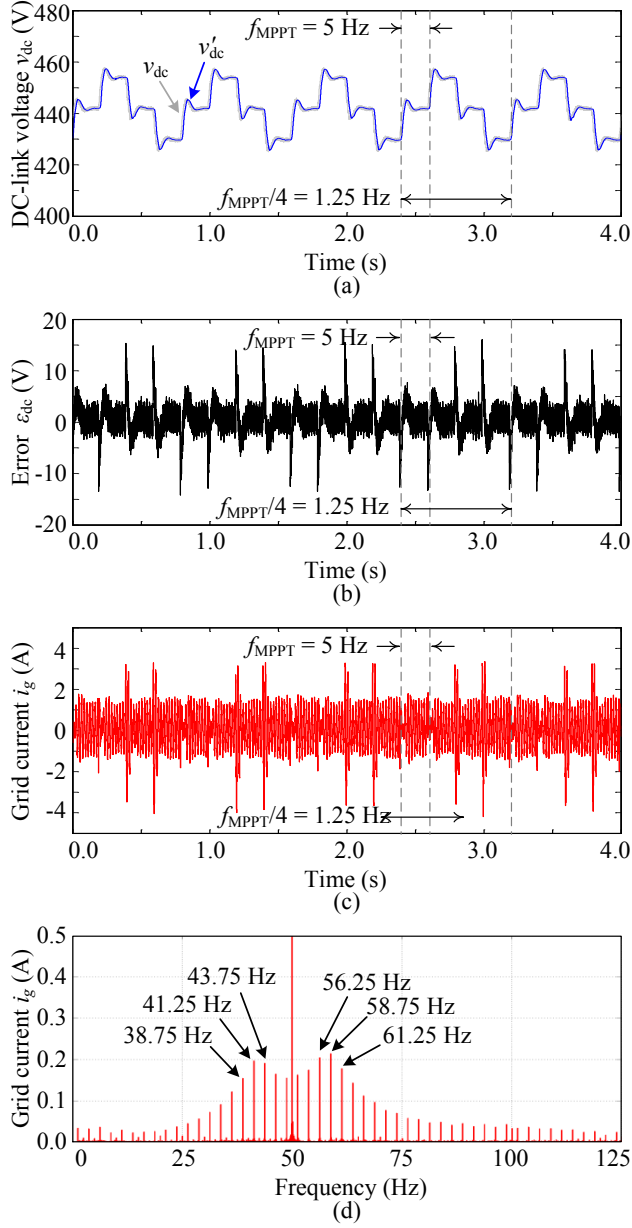 480
460
440
420
400
DC-link voltage v_dc (V)
f_MPPT = 5 Hz
v_dc
v′_dc
f_MPPT/4 = 1.25 Hz
0.0
1.0
2.0
3.0
4.0
Time (s)
(a)
20
10
0
-10
-20
Error ε_dc (V)
f_MPPT = 5 Hz
f_MPPT/4 = 1.25 Hz
0.0
1.0
2.0
3.0
4.0
Time (s)
(b)
4
2
0
-2
-4
Grid current i_g (A)
f_MPPT = 5 Hz
f_MPPT/4 = 1.25 Hz
0.0
1.0
2.0
3.0
4.0
Time (s)
(c)
0.5
0.4
0.3
0.2
0.1
0.0
Grid current i_g (A)
43.75 Hz
41.25 Hz
38.75 Hz
56.25 Hz
58.75 Hz
61.25 Hz
0
25
50
75
100
125
Frequency (Hz)
(d)